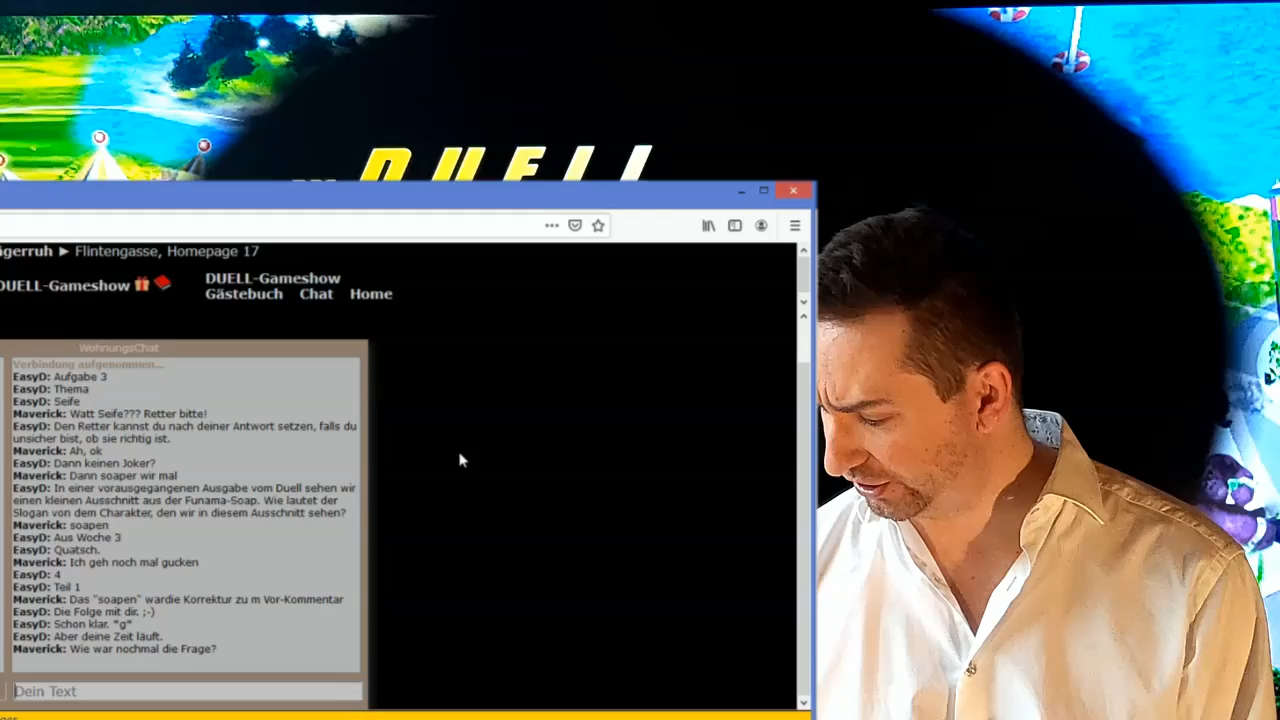 DUELL
ägerruh ► Flintengasse, Homepage 17
DUELL-Gameshow
DUELL-Gameshow
Gästebuch Chat Home
WohnungsChat
Verbindung aufgenommen...
EasyD: Aufgabe 3
EasyD: Thema
EasyD: Seife
Maverick: Watt Seife??? Retter bitte!
EasyD: Den Retter kannst du nach deiner Antwort setzen, falls du
unsicher bist, ob sie richtig ist.
Maverick: Ah, ok
EasyD: Dann keinen Joker?
Maverick: Dann soaper wir mal
EasyD: In einer vorausgegangenen Ausgabe vom Duell sehen wir
einen kleinen Ausschnitt aus der Funama-Soap. Wie lautet der
Slogan von dem Charakter, den wir in diesem Ausschnitt sehen?
Maverick: soapen
EasyD: Aus Woche 3
EasyD: Quatsch.
Maverick: Ich geh noch mal gucken
EasyD: 4
EasyD: Teil 1
Maverick: Das "soapen" wardie Korrektur zu m Vor-Kommentar
EasyD: Die Folge mit dir. ;-)
EasyD: Schon klar. *g*
EasyD: Aber deine Zeit läuft.
Maverick: Wie war nochmal die Frage?
Dein Text